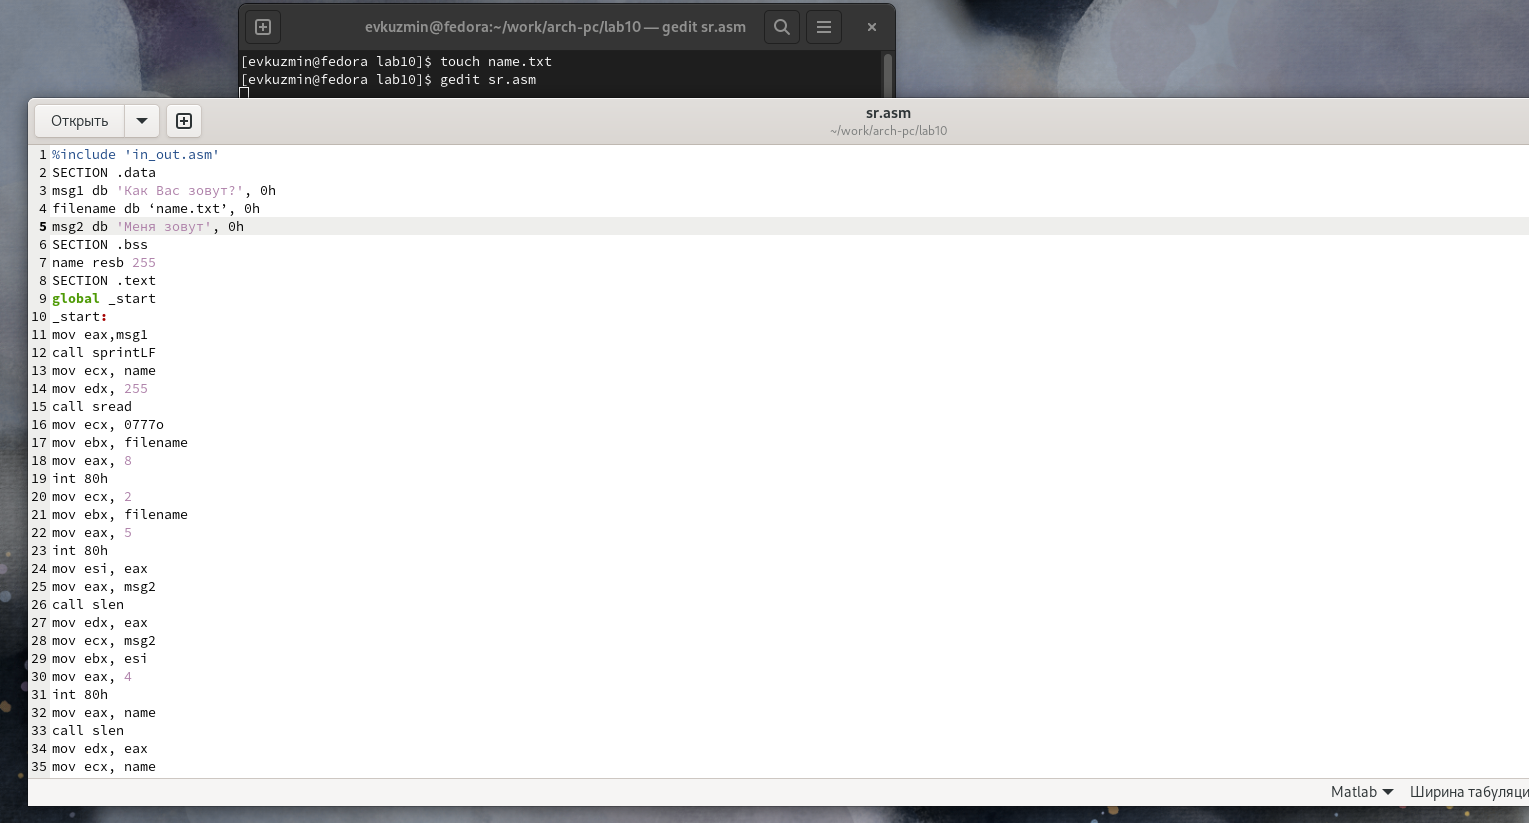 evkuzmin@fedora:~/work/arch-pc/lab10 — gedit sr.asm
[evkuzmin@fedora lab10]$ touch name.txt
[evkuzmin@fedora lab10]$ gedit sr.asm
Открыть
sr.asm
~/work/arch-pc/lab10
1 %include 'in_out.asm'
2 SECTION .data
3 msg1 db 'Как Вас зовут?', 0h
4 filename db ‘name.txt’, 0h
5 msg2 db 'Меня зовут', 0h
6 SECTION .bss
7 name resb 255
8 SECTION .text
9 global _start
10 _start:
11 mov eax,msg1
12 call sprintLF
13 mov ecx, name
14 mov edx, 255
15 call sread
16 mov ecx, 0777o
17 mov ebx, filename
18 mov eax, 8
19 int 80h
20 mov ecx, 2
21 mov ebx, filename
22 mov eax, 5
23 int 80h
24 mov esi, eax
25 mov eax, msg2
26 call slen
27 mov edx, eax
28 mov ecx, msg2
29 mov ebx, esi
30 mov eax, 4
31 int 80h
32 mov eax, name
33 call slen
34 mov edx, eax
35 mov ecx, name
Matlab Ширина табуляци